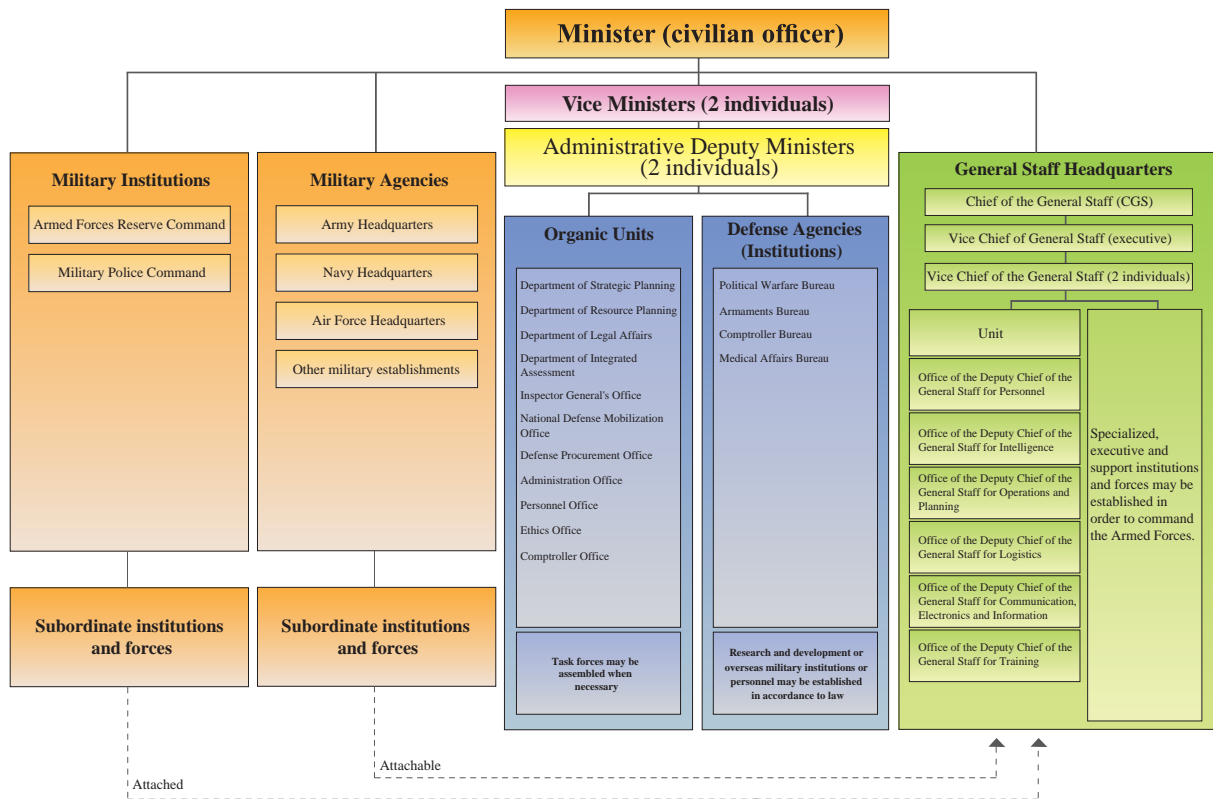 Minister (civilian officer)
Vice Ministers (2 individuals)
Administrative Deputy Ministers
(2 individuals)
Military Institutions
Armed Forces Reserve Command
Military Police Command
Subordinate institutions
and forces
Military Agencies
Army Headquarters
Navy Headquarters
Air Force Headquarters
Other military establishments
Subordinate institutions
and forces
Organic Units
Department of Strategic Planning
Department of Resource Planning
Department of Legal Affairs
Department of Integrated
Assessment
Inspector General's Office
National Defense Mobilization
Office
Defense Procurement Office
Administration Office
Personnel Office
Ethics Office
Comptroller Office
Task forces may be
assembled when
necessary
Defense Agencies
(Institutions)
Political Warfare Bureau
Armaments Bureau
Comptroller Bureau
Medical Affairs Bureau
Research and development or
overseas military institutions or
personnel may be established
in accordance to law
General Staff Headquarters
Chief of the General Staff (CGS)
Vice Chief of General Staff (executive)
Vice Chief of the General Staff (2 individuals)
Unit
Office of the Deputy Chief of the
General Staff for Personnel
Office of the Deputy Chief of the
General Staff for Intelligence
Office of the Deputy Chief of the
General Staff for Operations and
Planning
Office of the Deputy Chief of the
General Staff for Logistics
Office of the Deputy Chief of the
General Staff for Communication,
Electronics and Information
Office of the Deputy Chief of the
General Staff for Training
Specialized,
executive and
support institutions
and forces may be
established in
order to command
the Armed Forces.
Attachable
Attached